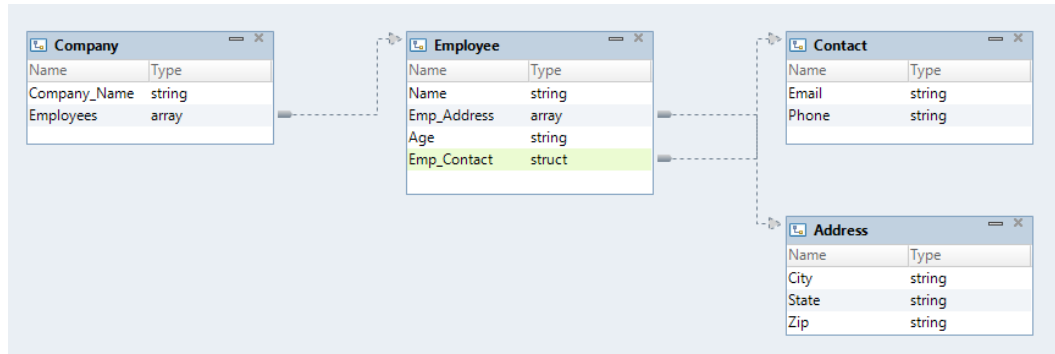 Company
Name Type
Company_Name string
Employees array
Employee
Name Type
Name string
Emp_Address array
Age string
Emp_Contact struct
Contact
Name Type
Email string
Phone string
Address
Name Type
City string
State string
Zip string